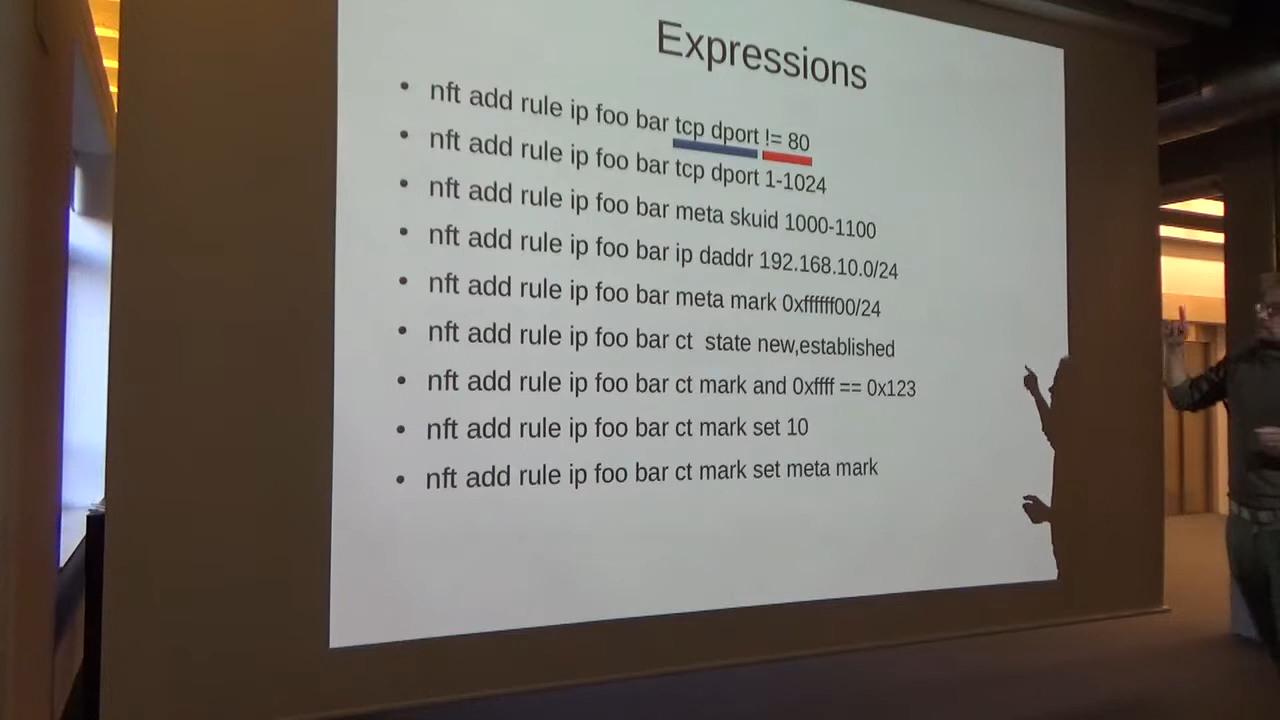 Expressions
• nft add rule ip foo bar tcp dport != 80
• nft add rule ip foo bar tcp dport 1-1024
• nft add rule ip foo bar meta skuid 1000-1100
• nft add rule ip foo bar ip daddr 192.168.10.0/24
• nft add rule ip foo bar meta mark 0xffffff00/24
• nft add rule ip foo bar ct  state new,established
• nft add rule ip foo bar ct mark and 0xffff == 0x123
• nft add rule ip foo bar ct mark set 10
• nft add rule ip foo bar ct mark set meta mark